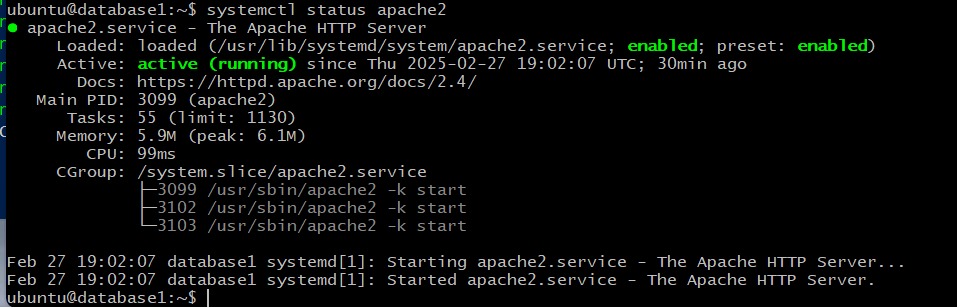 ubuntu@database1:~$ systemctl status apache2
● apache2.service - The Apache HTTP Server
     Loaded: loaded (/usr/lib/systemd/system/apache2.service; enabled; preset: enabled)
     Active: active (running) since Thu 2025-02-27 19:02:07 UTC; 30min ago
       Docs: https://httpd.apache.org/docs/2.4/
   Main PID: 3099 (apache2)
      Tasks: 55 (limit: 1130)
     Memory: 5.9M (peak: 6.1M)
        CPU: 99ms
     CGroup: /system.slice/apache2.service
             ├─3099 /usr/sbin/apache2 -k start
             ├─3102 /usr/sbin/apache2 -k start
             └─3103 /usr/sbin/apache2 -k start
Feb 27 19:02:07 database1 systemd[1]: Starting apache2.service - The Apache HTTP Server...
Feb 27 19:02:07 database1 systemd[1]: Started apache2.service - The Apache HTTP Server.
ubuntu@database1:~$